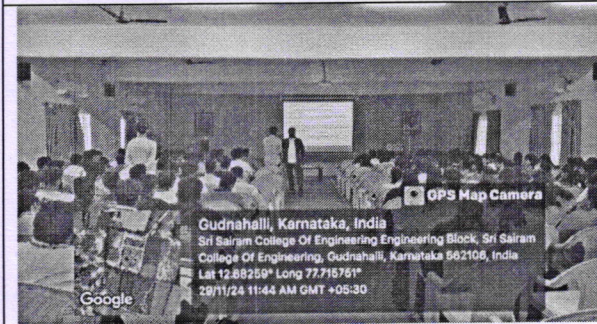 GPS Map Camera
Gudnahalli, Karnataka, India
Sri Sairam College Of Engineering Engineering Block, Sri Sairam
College Of Engineering, Gudnahalli, Karnataka 562106, India
Lat 12.88259° Long 77.715751°
29/11/24 11:44 AM GMT +05:30
Google